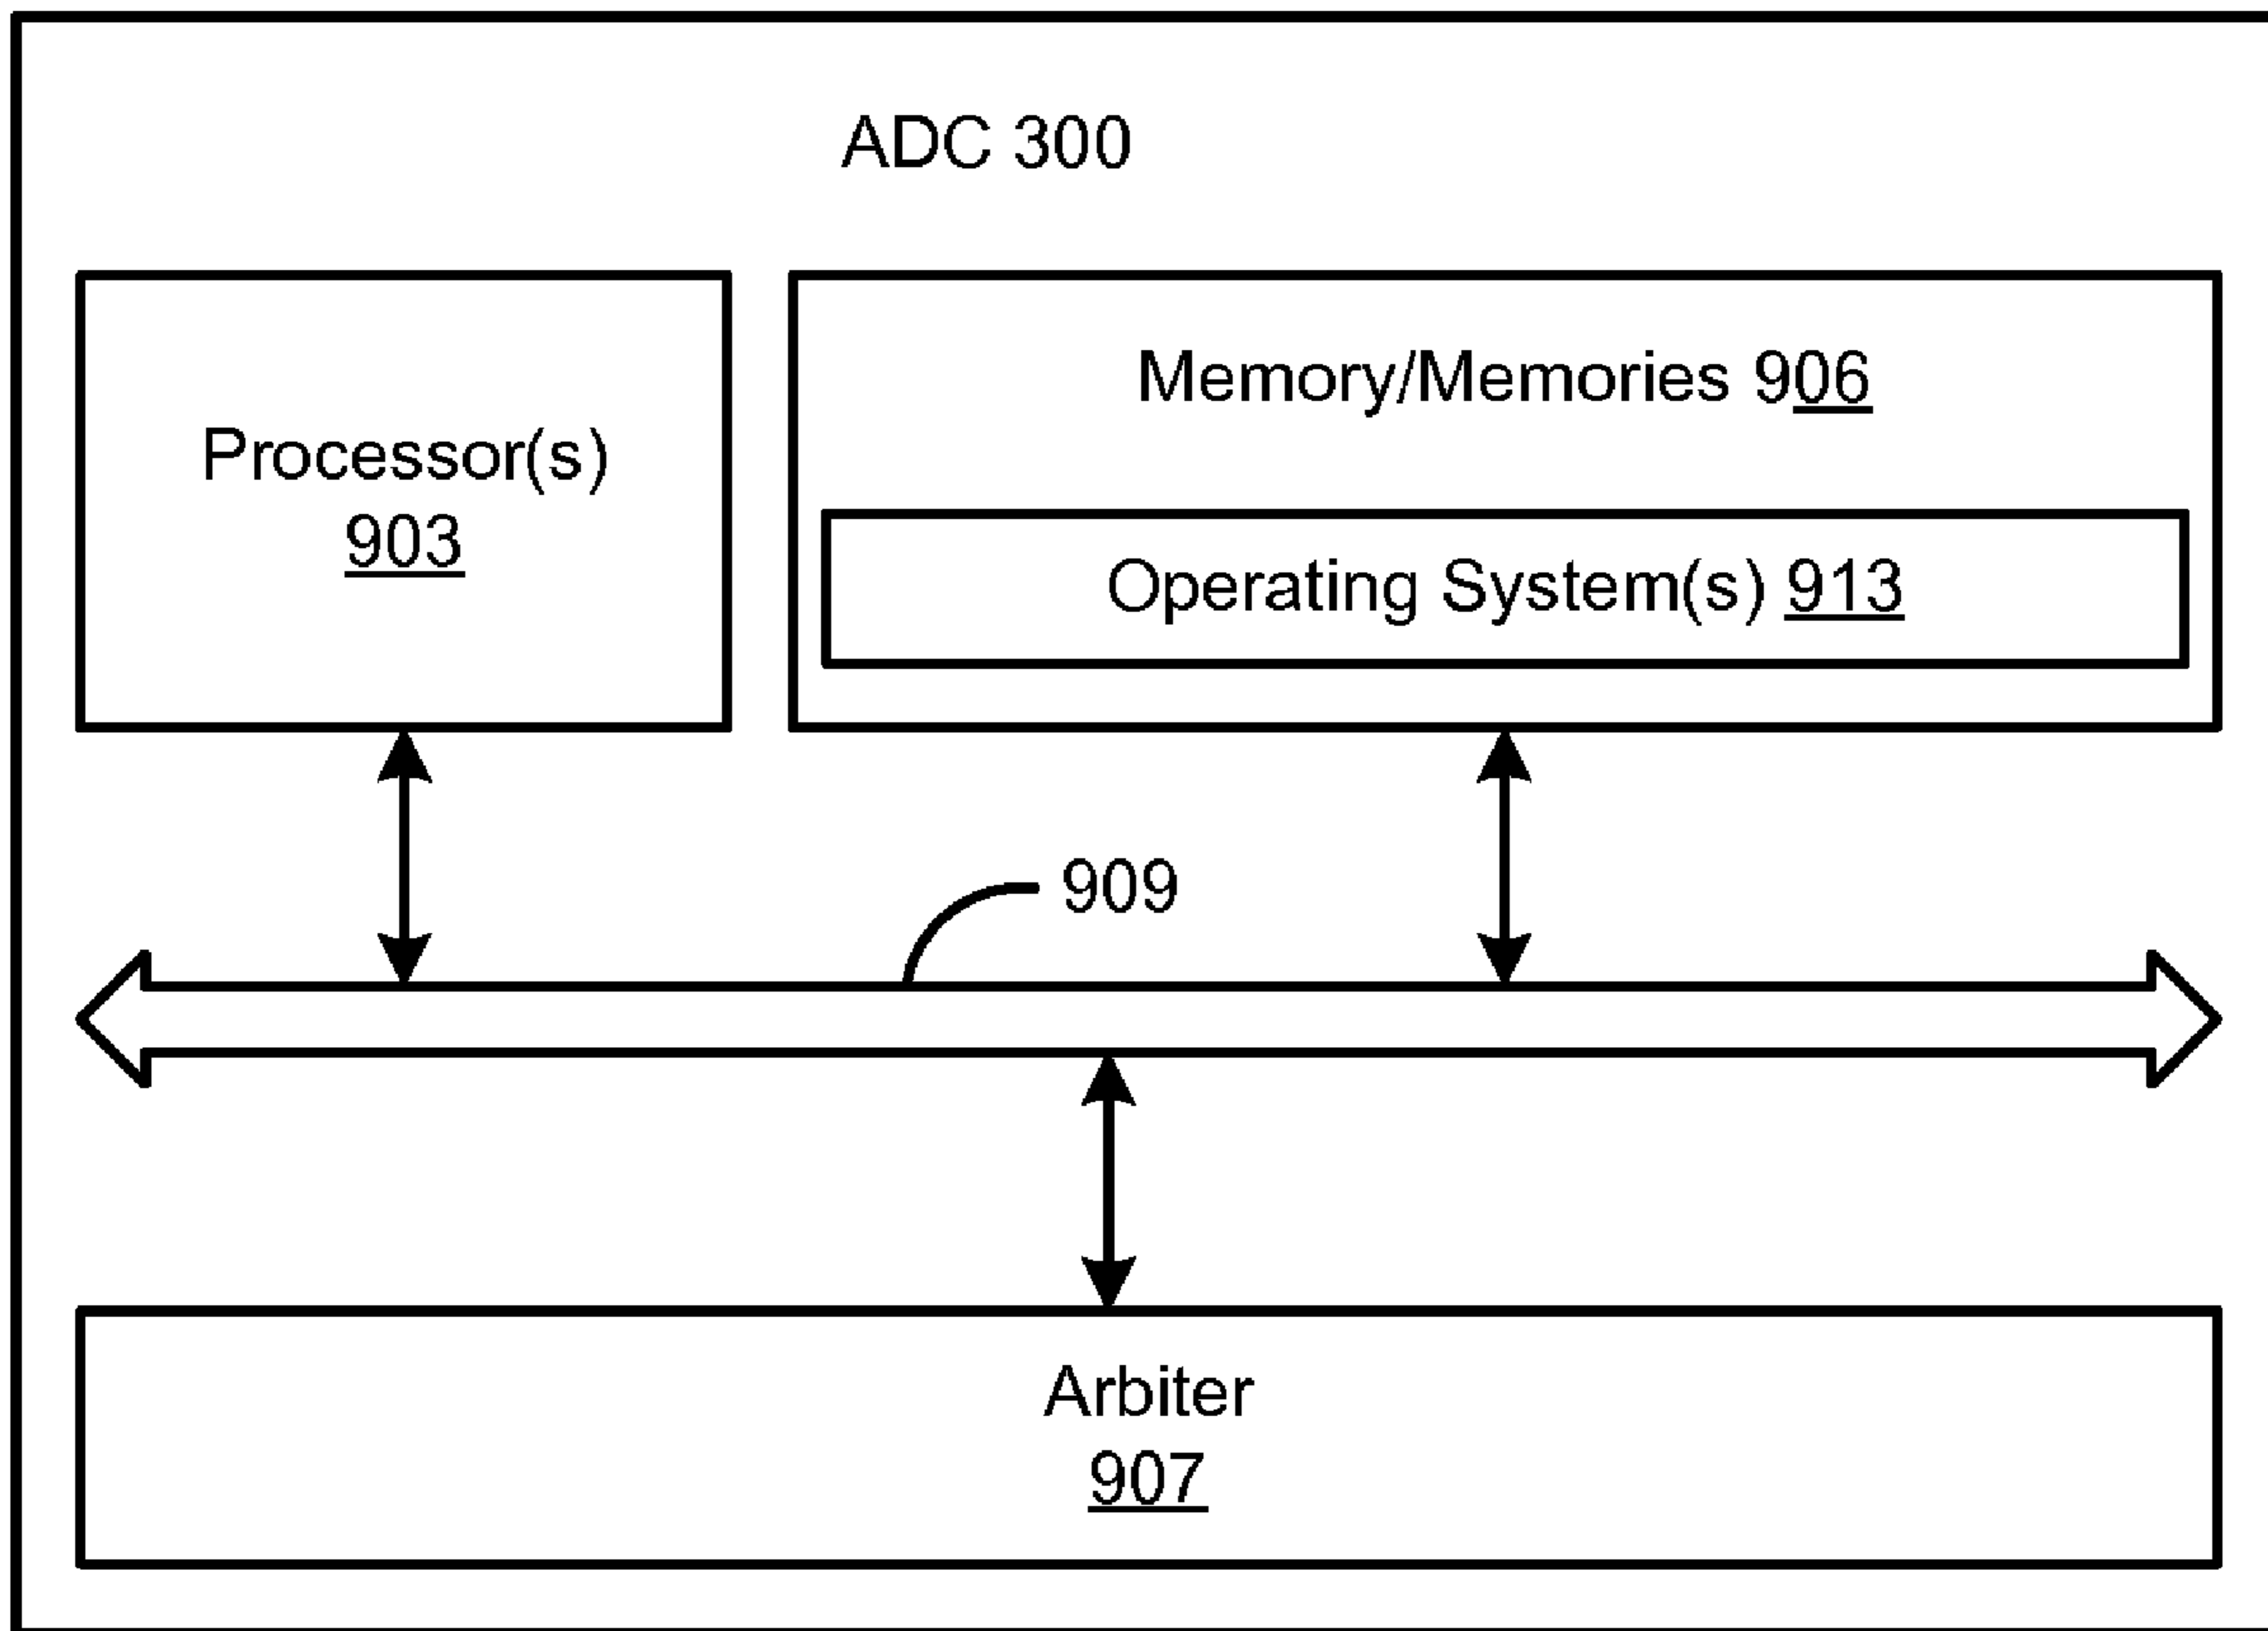 ADC 300
Processor(s)
903
Memory/Memories 906
Operating System(s) 913
909
Arbiter
907